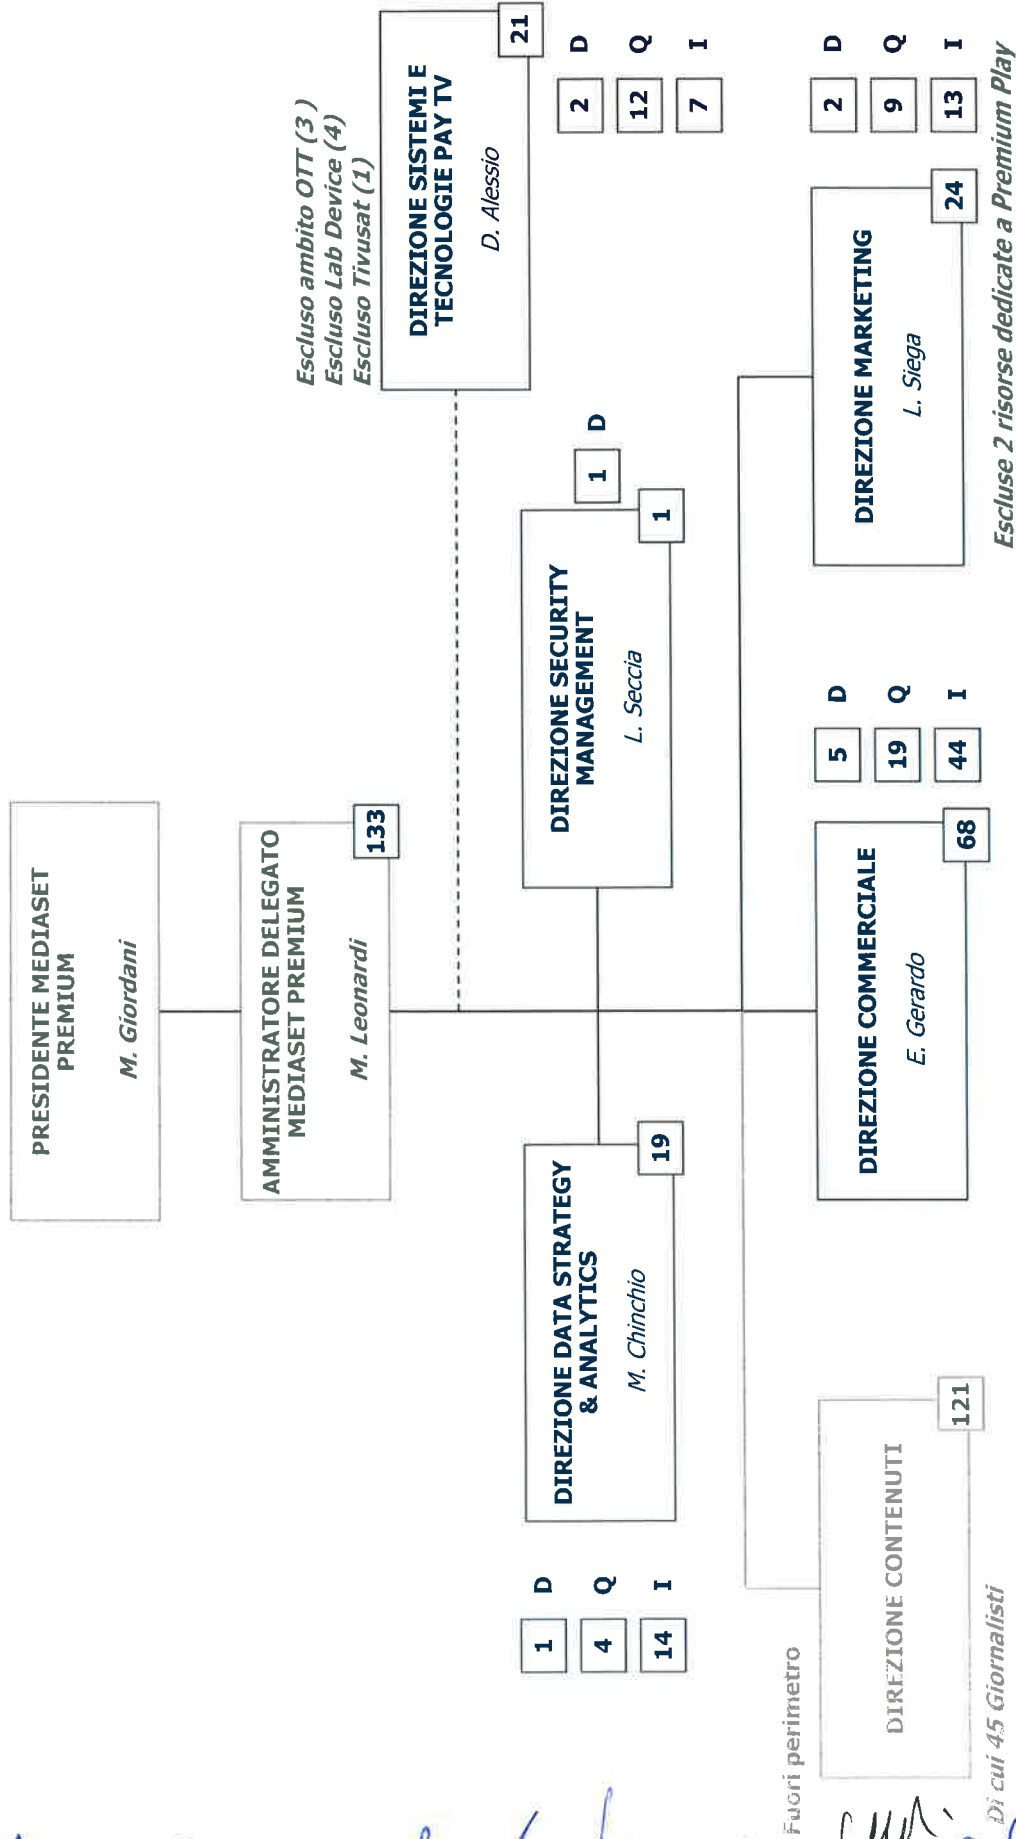 PRESIDENTE MEDIASET
PREMIUM
M. Giordani
AMMINISTRATORE DELEGATO
MEDIASET PREMIUM
M. Leonardi
133
Escluso ambito OTT (3 )
Escluso Lab Device (4)
Escluso Tivusat (1)
DIREZIONE SISTEMI E
TECNOLOGIE PAY TV
D. Alessio
21
2 D
12 Q
7 I
1 D
4 Q
14 I
DIREZIONE DATA STRATEGY
& ANALYTICS
M. Chinchio
19
DIREZIONE SECURITY
MANAGEMENT
L. Seccia
1
1 D
Fuori perimetro
DIREZIONE CONTENUTI
121
Di cui 45 Giornalisti
DIREZIONE COMMERCIALE
E. Gerardo
68
5 D
19 Q
44 I
DIREZIONE MARKETING
L. Siega
24
2 D
9 Q
13 I
Escluse 2 risorse dedicate a Premium Play